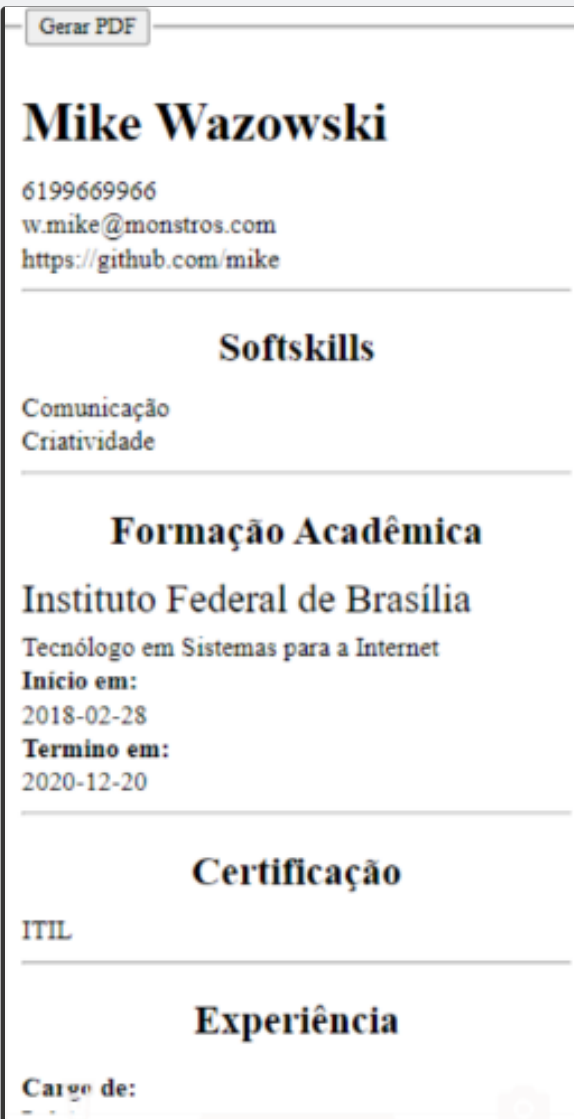 Gerar PDF
Mike Wazowski
6199669966
w.mike@monstros.com
https://github.com/mike
Softskills
Comunicação
Criatividade
Formação Acadêmica
Instituto Federal de Brasília
Tecnólogo em Sistemas para a Internet
Inicio em:
2018-02-28
Termino em:
2020-12-20
Certificação
ITIL
Experiência
Cargo de: